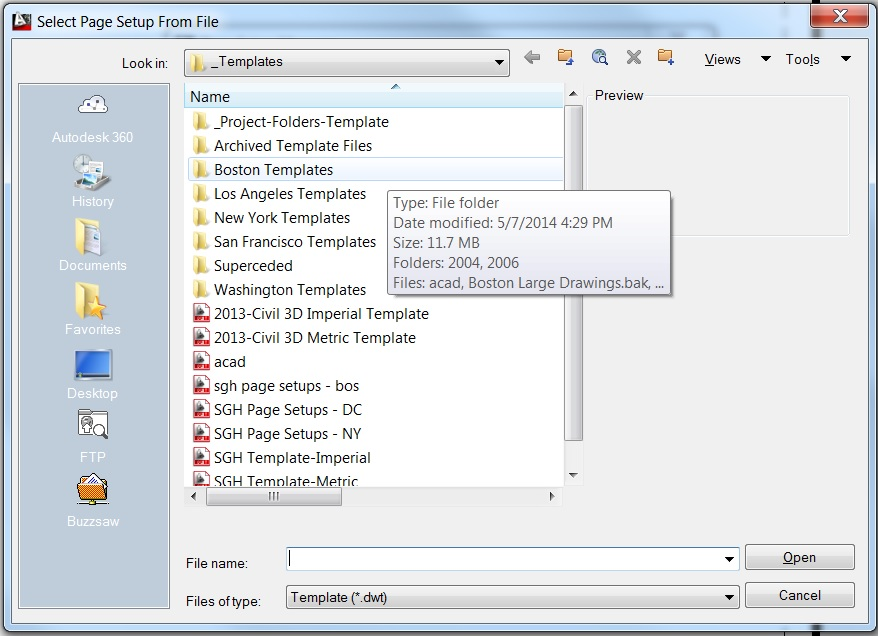 Select Page Setup From File
Look in:
_Templates
Views
Tools
Autodesk 360
History
Documents
Favorites
Desktop
FTP
Buzzsaw
Name
_Project-Folders-Template
Archived Template Files
Boston Templates
Los Angeles Templates
New York Templates
San Francisco Templates
Superceded
Washington Templates
2013-Civil 3D Imperial Template
2013-Civil 3D Metric Template
acad
sgh page setups - bos
SGH Page Setups - DC
SGH Page Setups - NY
SGH Template-Imperial
SGH Template-Metric
Type: File folder
Date modified: 5/7/2014 4:29 PM
Size: 11.7 MB
Folders: 2004, 2006
Files: acad, Boston Large Drawings.bak, ...
Preview
File name:
Open
Files of type:
Template (*.dwt)
Cancel